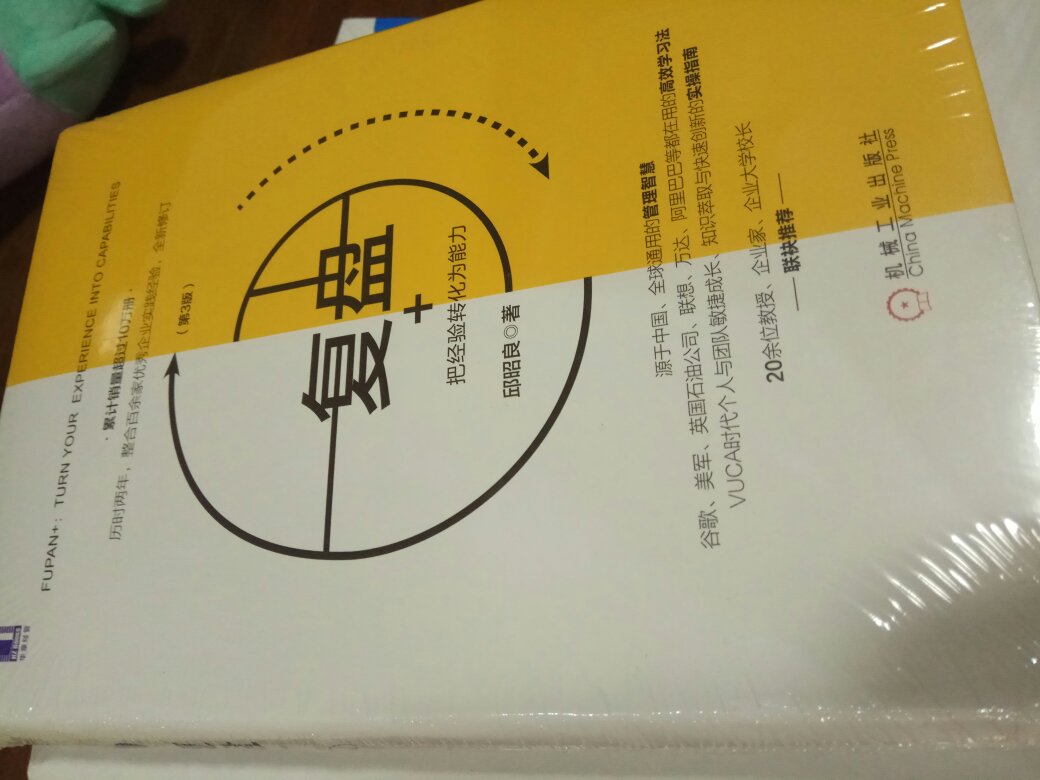 FUPAN+: TURN YOUR EXPERIENCE INTO CAPABILITIES
·累计销量超过10万册·
历时两年，整合百余家优秀企业实践经验，全新修订
（第3版）
复盘
+
把经验转化为能力
邱昭良◎著
源于中国、全球通用的管理智慧
谷歌、美军、英国石油公司、联想、万达、阿里巴巴等都在用的高效学习法
VUCA时代个人与团队敏捷成长、知识萃取与快速创新的实操指南
20余位教授、企业家、企业大学校长
——联袂推荐——
机械工业出版社
China Machine Press
华章经管